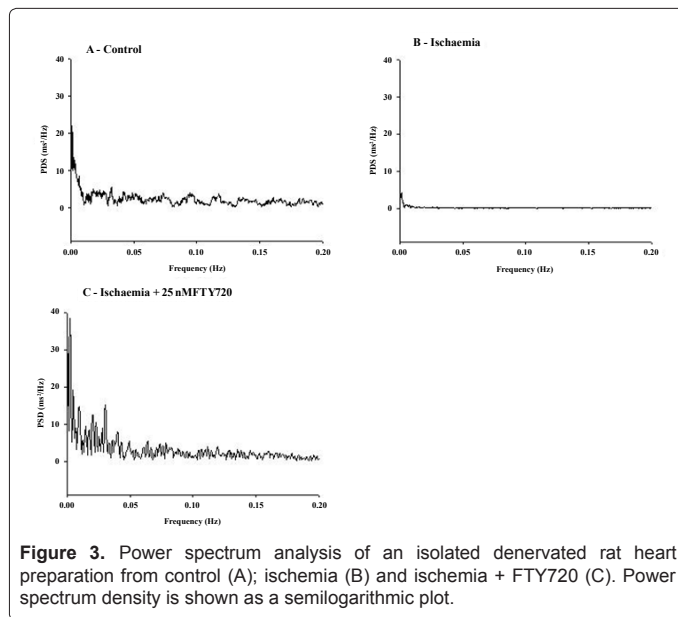 A - Control
40
30
20
10
0
PDS (ms²/Hz)
0.00 0.05 0.10 0.15 0.20
Frequency (Hz)
B - Ischaemia
40
30
20
10
0
PDS (ms²/Hz)
0.00 0.05 0.10 0.15 0.20
Frequency (Hz)
C - Ischaemia + 25 nMFTY720
40
30
20
10
0
PSD (ms²/Hz)
0.00 0.05 0.10 0.15 0.20
Frequency (Hz)
Figure 3. Power spectrum analysis of an isolated denervated rat heart
preparation from control (A); ischemia (B) and ischemia + FTY720 (C). Power
spectrum density is shown as a semilogarithmic plot.